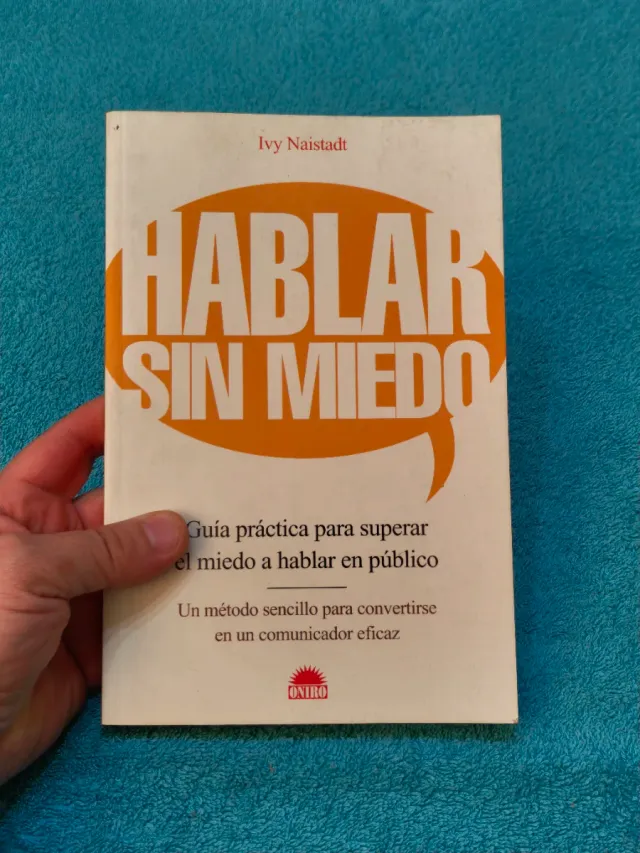 Ivy Naistadt
HABLAR
SIN MIEDO
Guía práctica para superar
el miedo a hablar en público
Un método sencillo para convertirse
en un comunicador eficaz
ONIRO